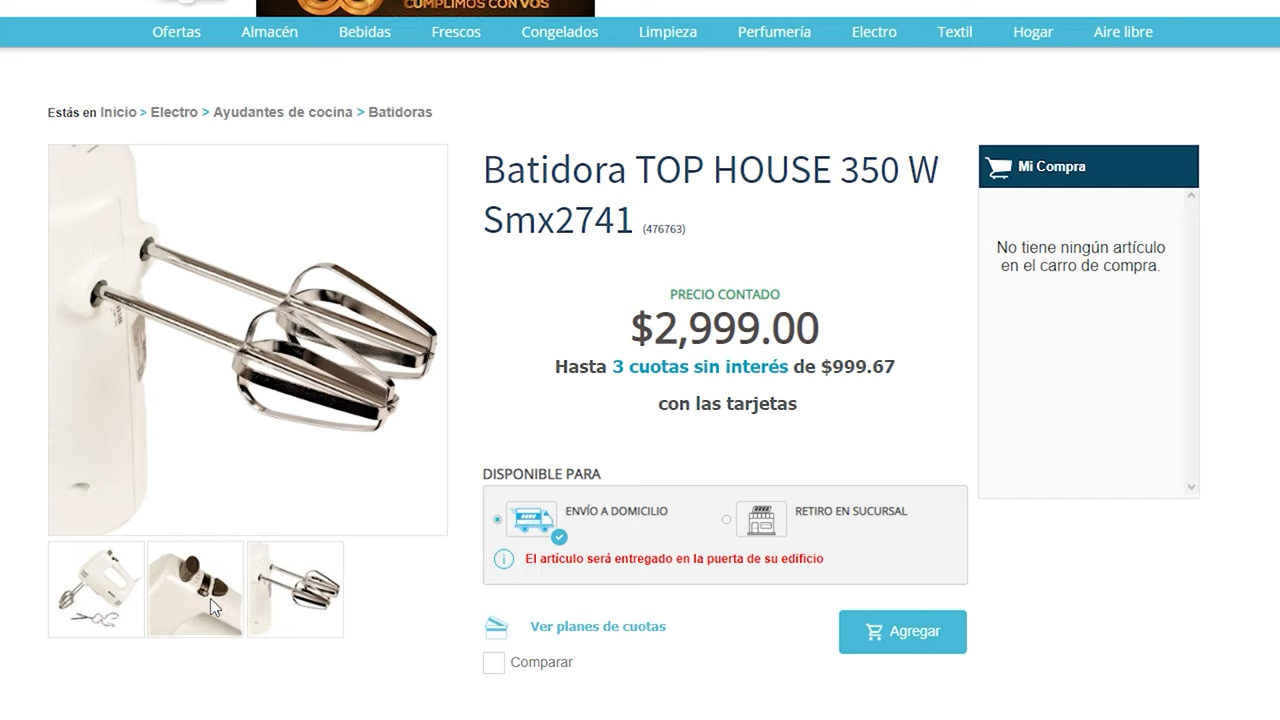 CUMPLIMOS CON VOS
Ofertas Almacén Bebidas Frescos Congelados Limpieza Perfumería Electro Textil Hogar Aire libre
Estás en Inicio > Electro > Ayudantes de cocina > Batidoras
Batidora TOP HOUSE 350 W
Smx2741 (476763)
PRECIO CONTADO
$2,999.00
Hasta 3 cuotas sin interés de $999.67
con las tarjetas
DISPONIBLE PARA
ENVÍO A DOMICILIO
RETIRO EN SUCURSAL
El artículo será entregado en la puerta de su edificio
Ver planes de cuotas
Comparar
Agregar
Mi Compra
No tiene ningún artículo
en el carro de compra.